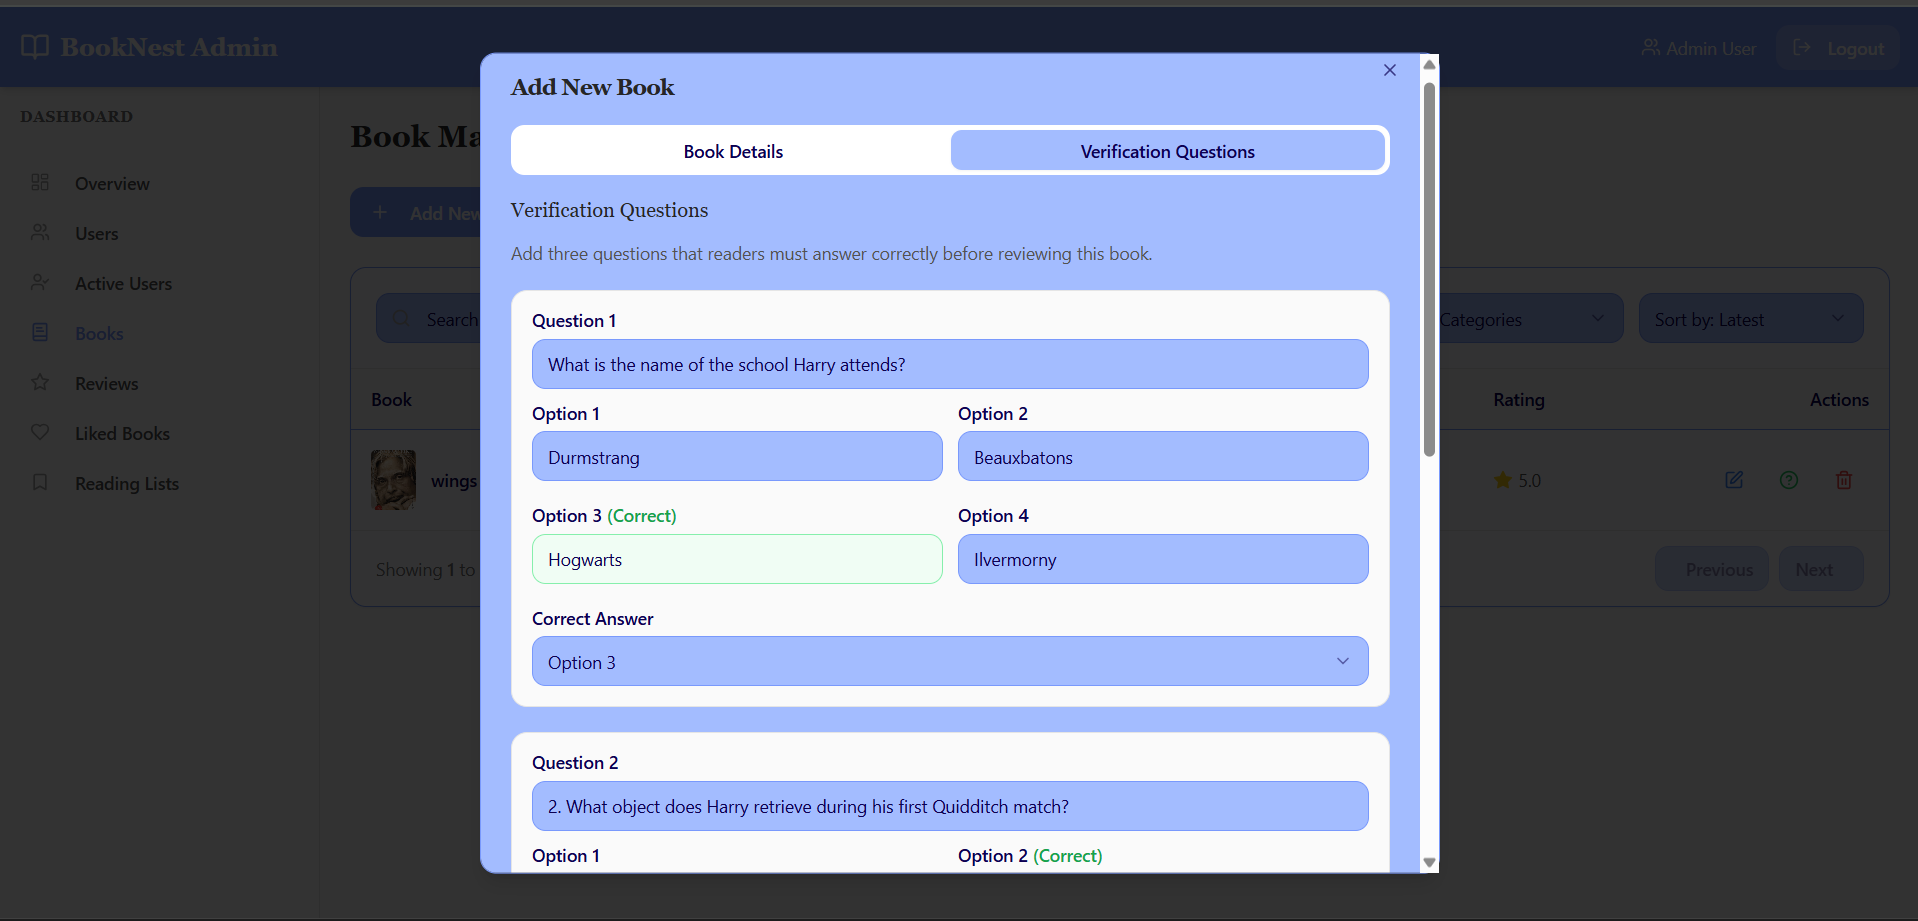 BookNest Admin
Admin User
Logout
DASHBOARD
Overview
Users
Active Users
Books
Reviews
Liked Books
Reading Lists
Book Ma
Add New
Search
Categories
Sort by: Latest
Book
Rating
Actions
wings
5.0
Showing 1 to
Previous
Next
Add New Book
Book Details
Verification Questions
Verification Questions
Add three questions that readers must answer correctly before reviewing this book.
Question 1
What is the name of the school Harry attends?
Option 1
Option 2
Durmstrang
Beauxbatons
Option 3 (Correct)
Option 4
Hogwarts
Ilvermorny
Correct Answer
Option 3
Question 2
2. What object does Harry retrieve during his first Quidditch match?
Option 1
Option 2 (Correct)